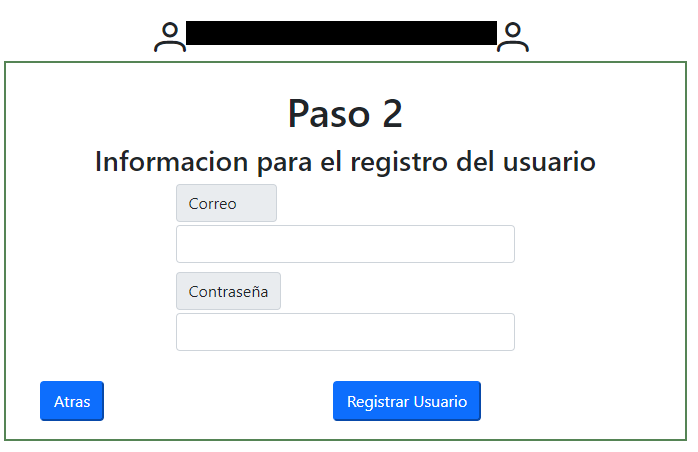 Paso 2
Informacion para el registro del usuario
Correo
Contraseña
Atras
Registrar Usuario